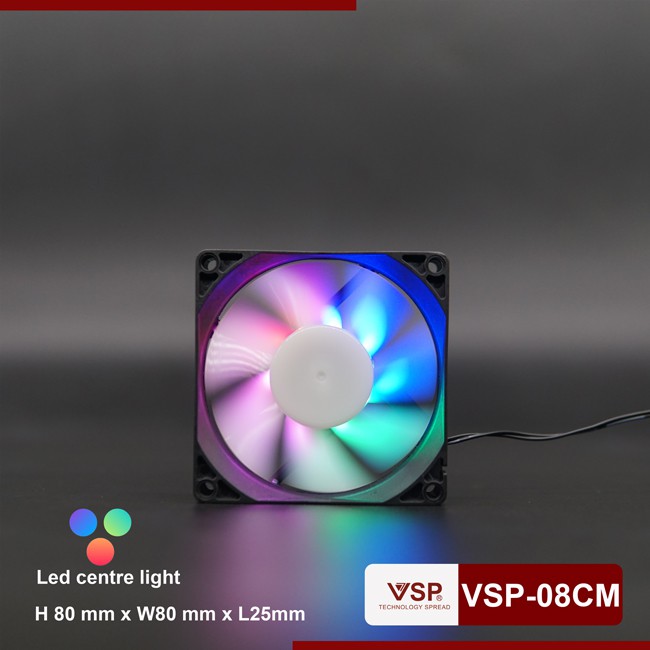 Led centre light
H 80 mm x W80 mm x L25mm
VSP®
TECHNOLOGY SPREAD
VSP-08CM